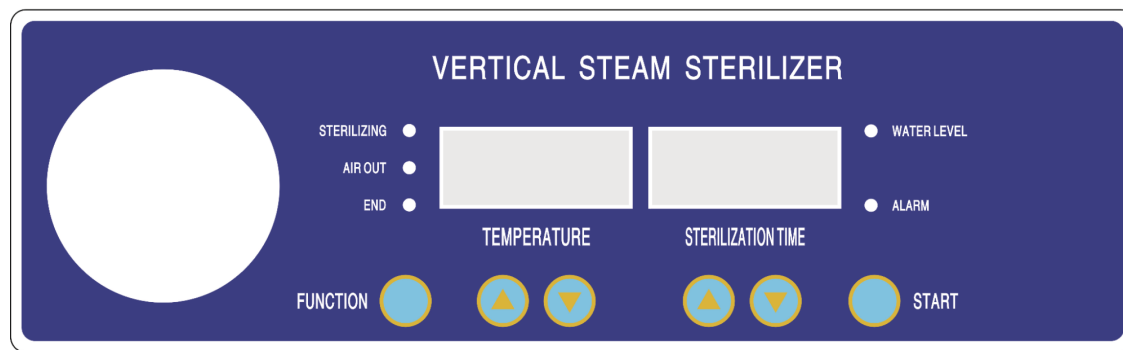 VERTICAL STEAM STERILIZER
STERILIZING
AIR OUT
END
WATER LEVEL
ALARM
TEMPERATURE
STERILIZATION TIME
FUNCTION
START